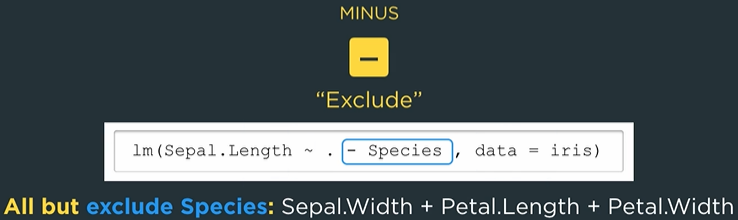 MINUS
–
“Exclude”
lm(Sepal.Length ~ . - Species, data = iris)
All but exclude Species: Sepal.Width + Petal.Length + Petal.Width